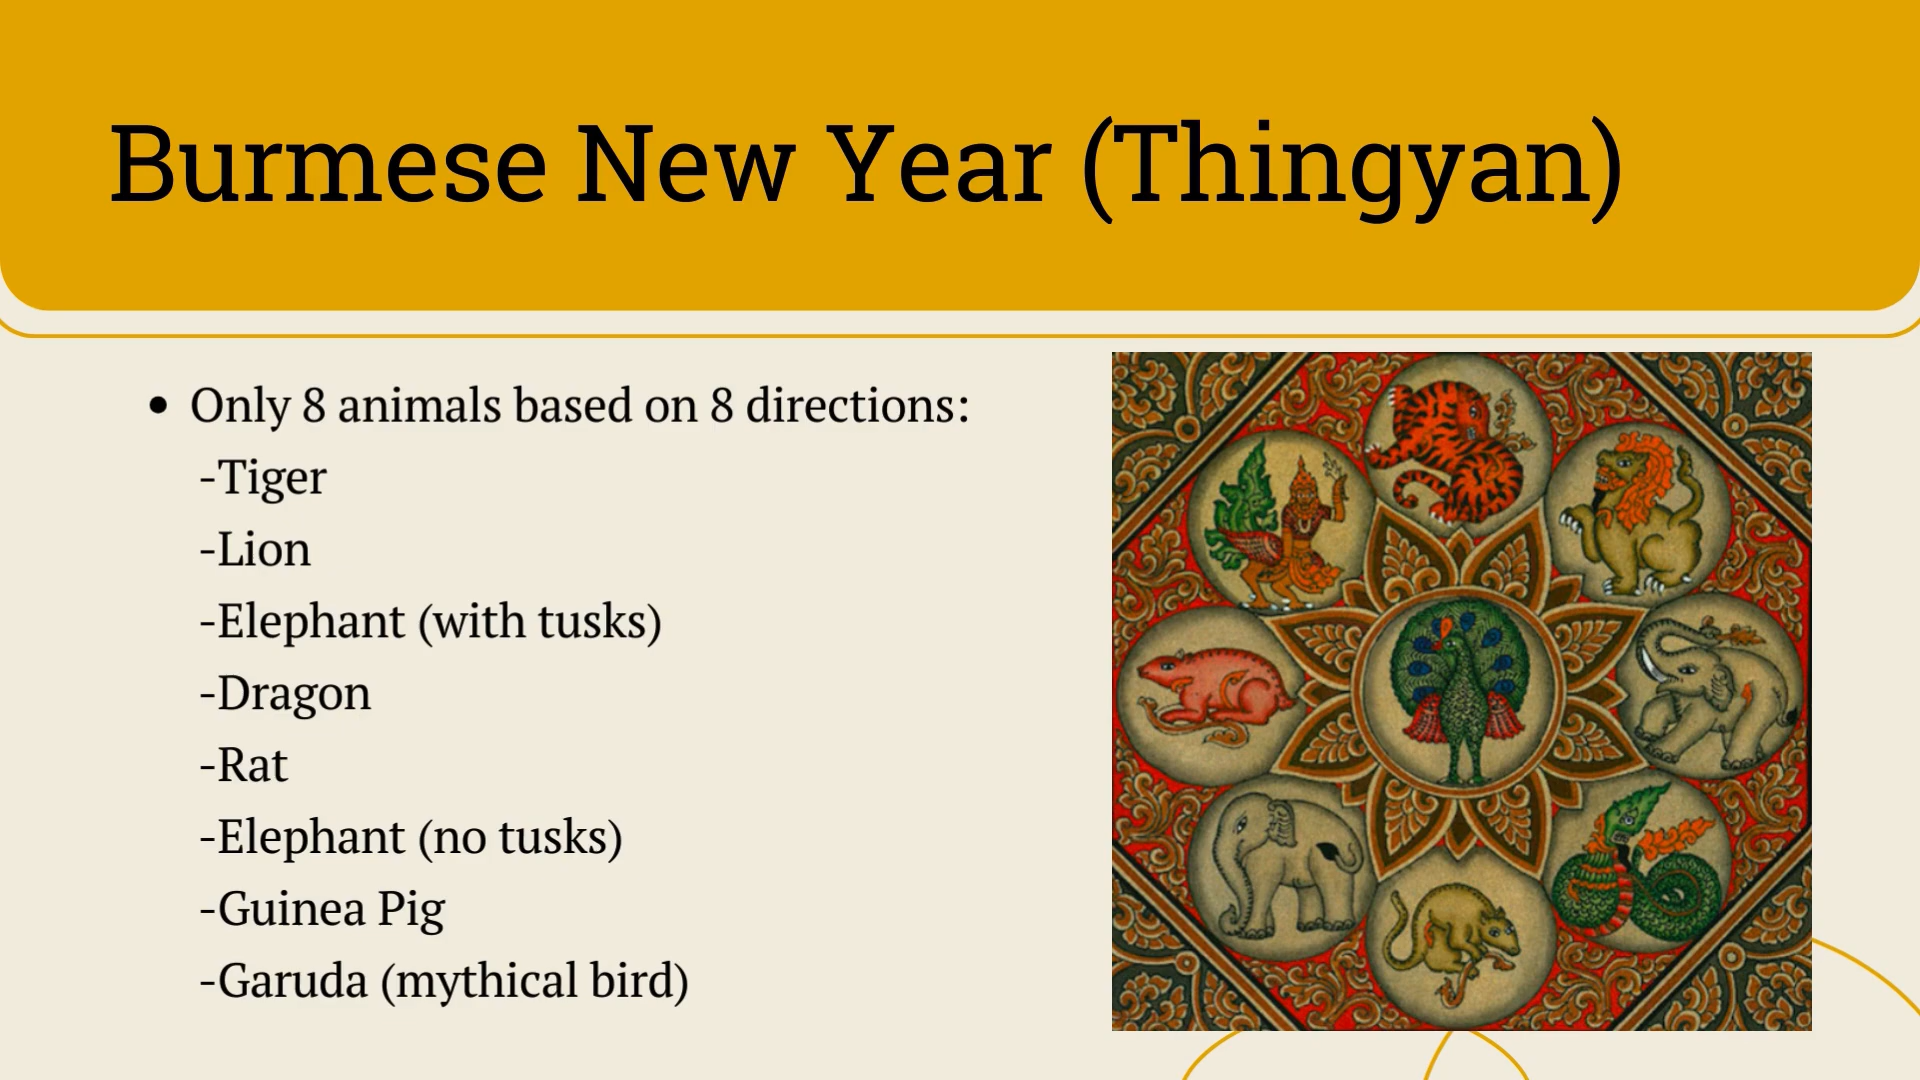 Burmese New Year (Thingyan)
• Only 8 animals based on 8 directions:
-Tiger
-Lion
-Elephant (with tusks)
-Dragon
-Rat
-Elephant (no tusks)
-Guinea Pig
-Garuda (mythical bird)